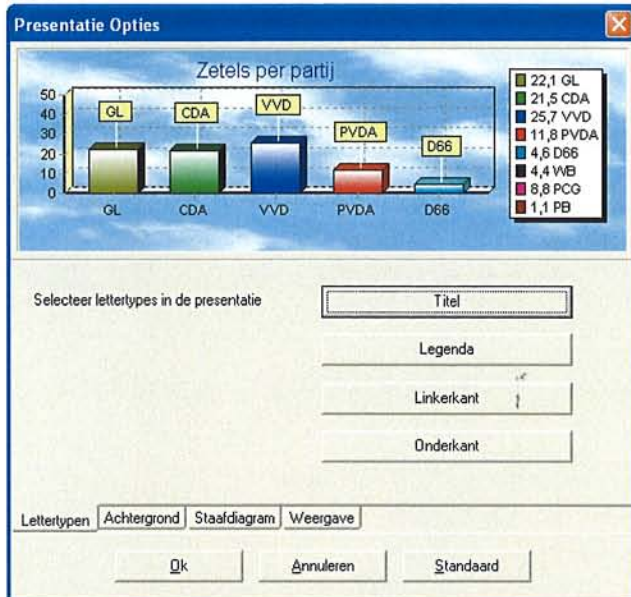 Presentatie Opties
Zetels per partij
50
40
30
20
10
0
GL
CDA
VVD
PVDA
D66
GL
CDA
VVD
PVDA
D66
22,1 GL
21,5 CDA
25,7 VVD
11,8 PVDA
4,6 D66
4,4 WB
8,8 PCG
1,1 PB
Selecteer lettertypes in de presentatie
Titel
Legenda
Linkerkant
Onderkant
Lettertypen Achtergrond Staafdiagram Weergave
Ok Annuleren Standaard